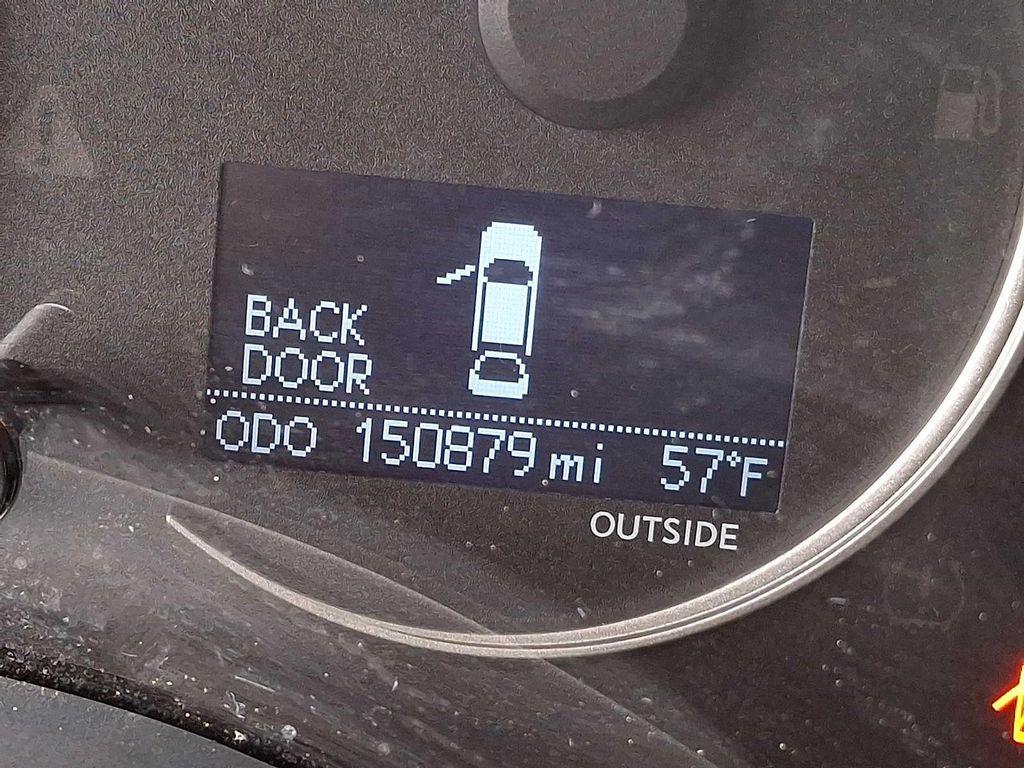 BACK
DOOR
ODO 150879 mi 57°F
OUTSIDE